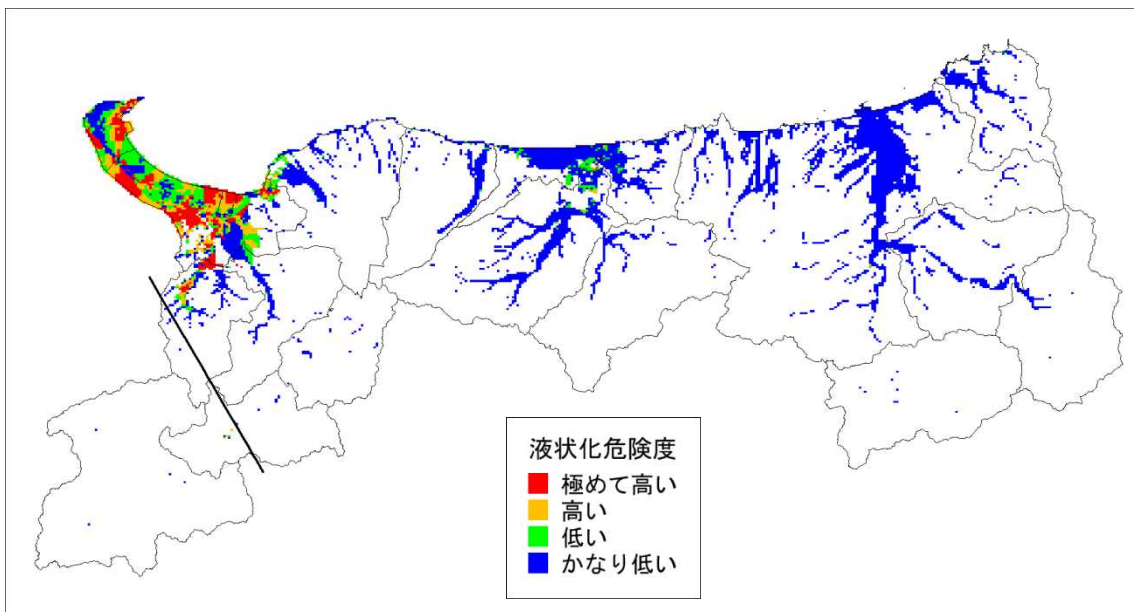 液状化危険度
極めて高い
高い
低い
かなり低い